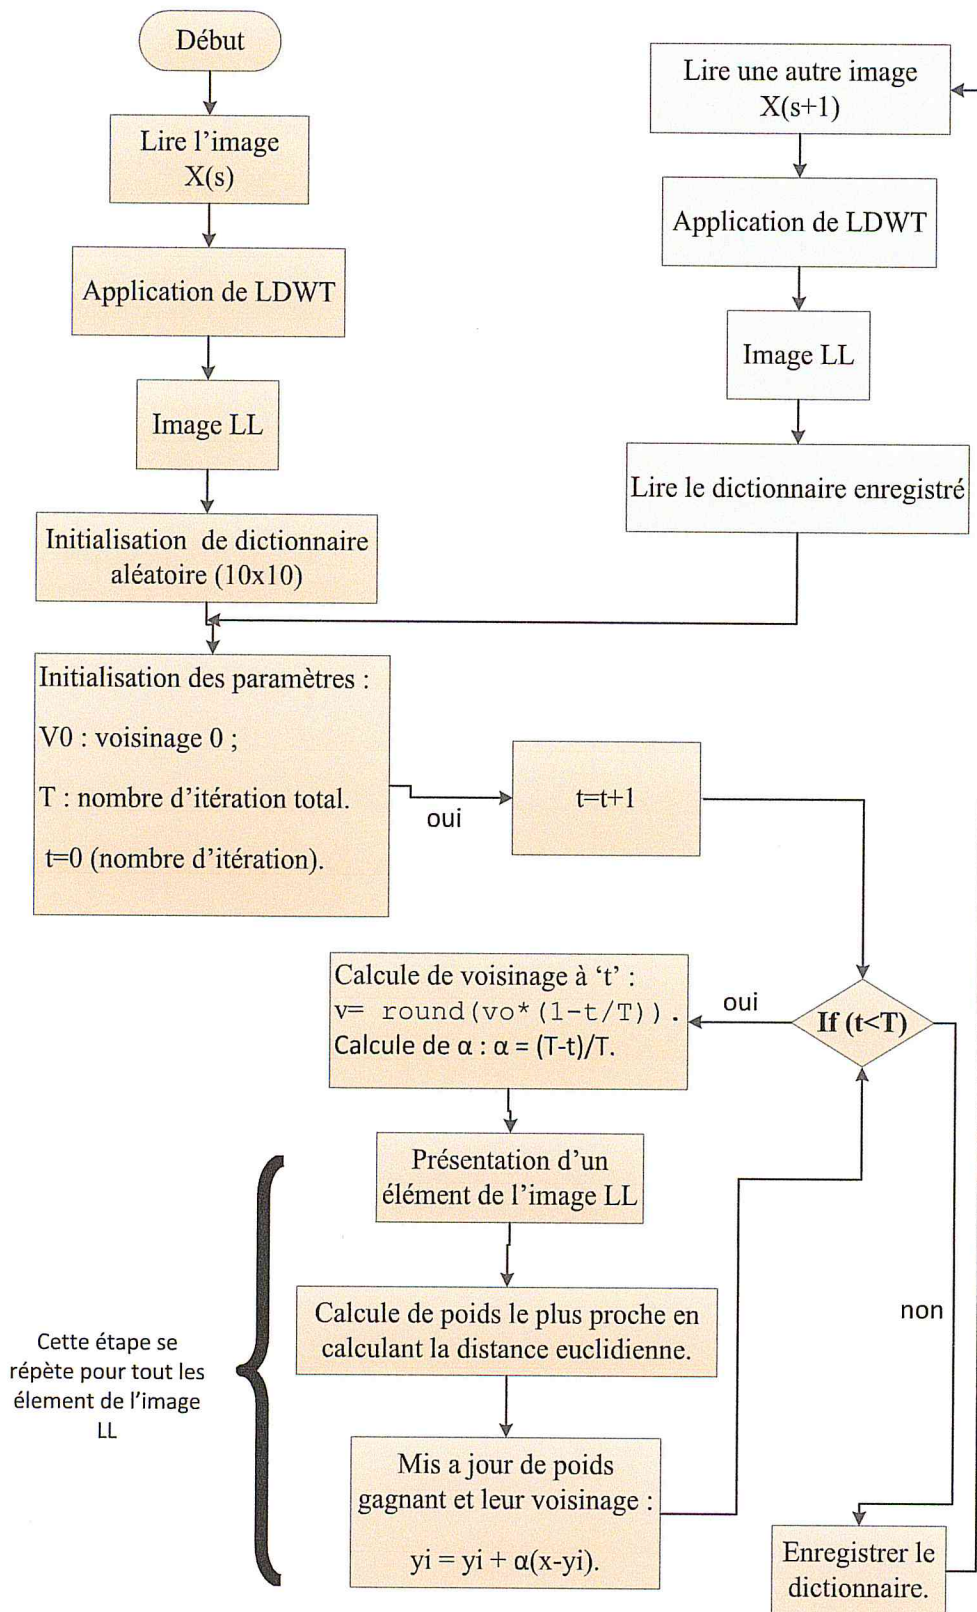 Début
Lire l'image
X(s)
Application de LDWT
Image LL
Initialisation de dictionnaire
aléatoire (10x10)
Lire une autre image
X(s+1)
Application de LDWT
Image LL
Lire le dictionnaire enregistré
Initialisation des paramètres :
V0 : voisinage 0 ;
T : nombre d'itération total.
t=0 (nombre d'itération).
oui
t=t+1
If (t<T)
oui
Calcule de voisinage à 't' :
v= round(vo*(1-t/T)).
Calcule de α : α = (T-t)/T.
Présentation d'un
élément de l'image LL
Calcule de poids le plus proche en
calculant la distance euclidienne.
Mis a jour de poids
gagnant et leur voisinage :
yi = yi + α(x-yi).
Cette étape se
répète pour tout les
élement de l'image
LL
non
Enregistrer le
dictionnaire.